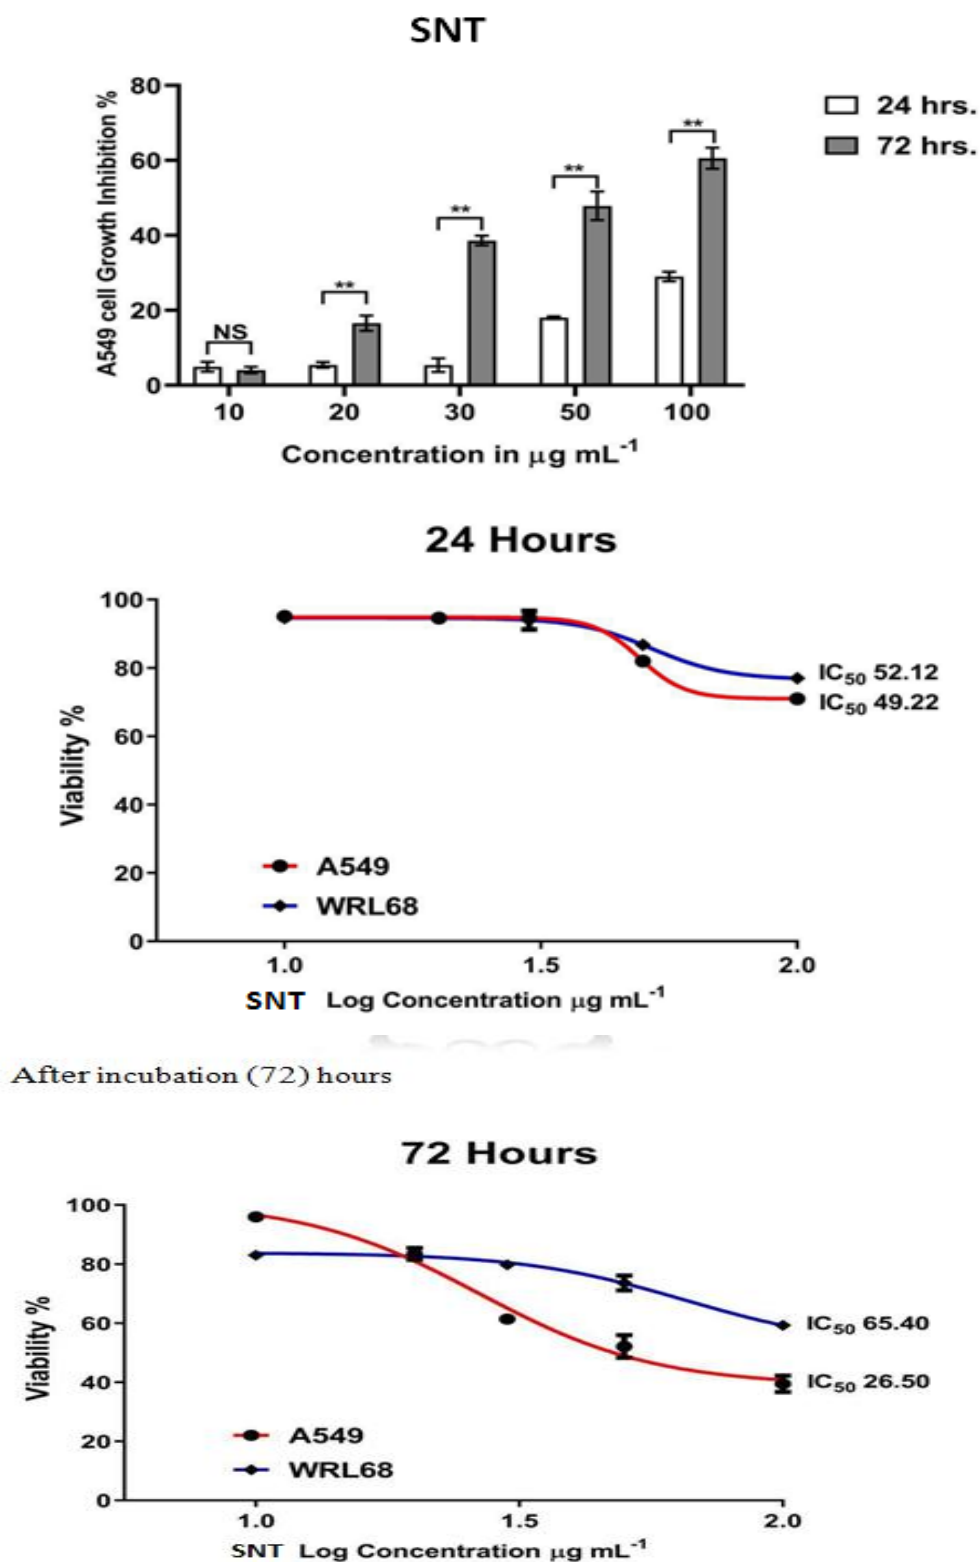 SNT
A549 cell Growth Inhibition %
80
60
40
20
0
NS
**
**
**
**
24 hrs.
72 hrs.
10 20 30 50 100
Concentration in μg mL⁻¹
24 Hours
Viability %
100
80
60
40
20
0
IC₅₀ 52.12
IC₅₀ 49.22
A549
WRL68
1.0 1.5 2.0
SNT Log Concentration μg mL⁻¹
After incubation (72) hours
72 Hours
Viability %
100
80
60
40
20
0
IC₅₀ 65.40
IC₅₀ 26.50
A549
WRL68
1.0 1.5 2.0
SNT Log Concentration μg mL⁻¹